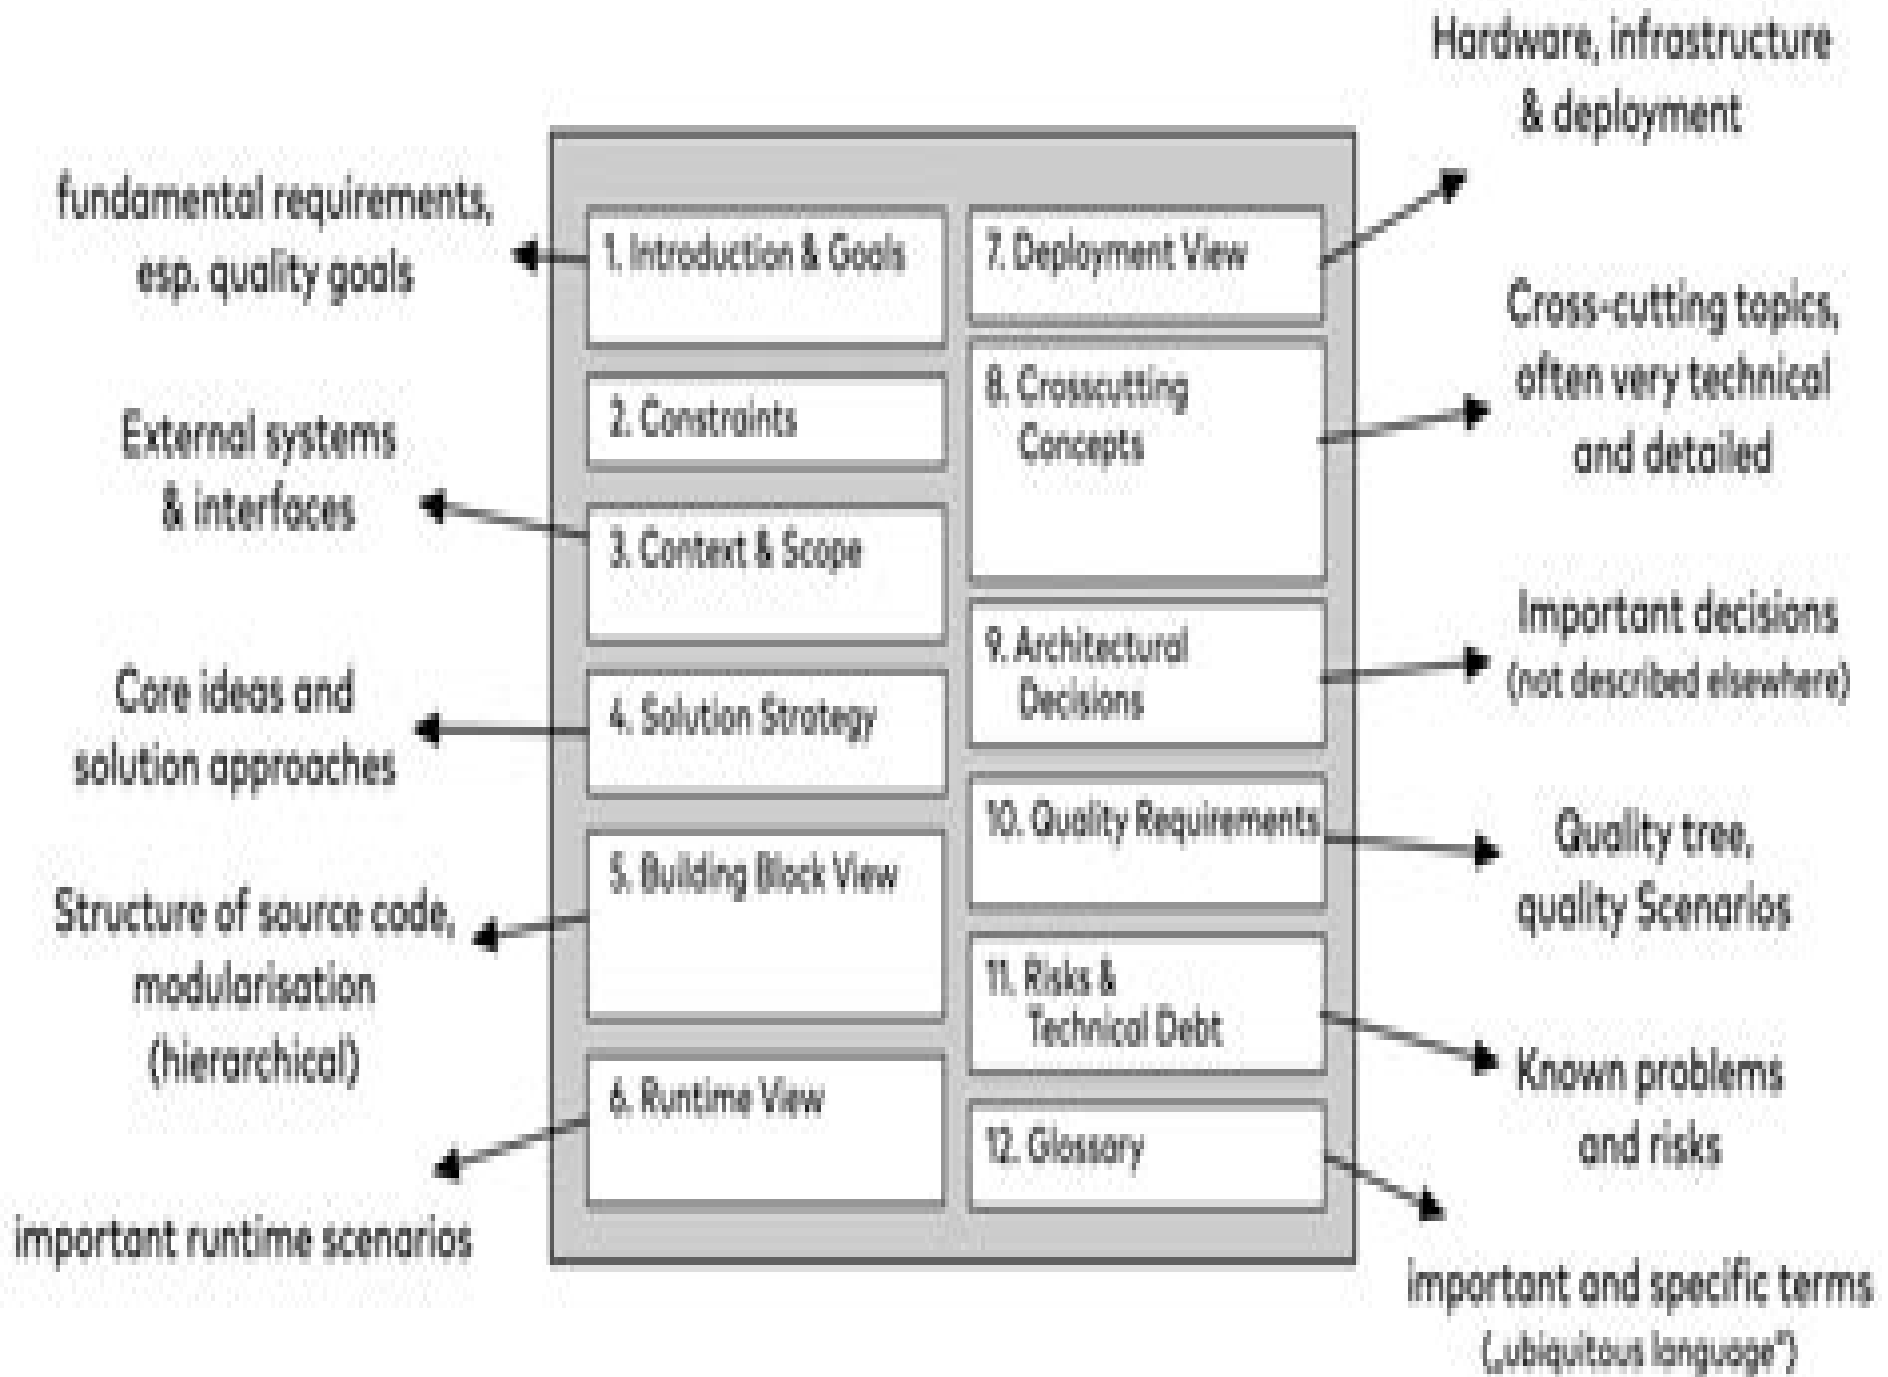 fundamental requirements,
esp. quality goals
External systems
& interfaces
Core ideas and
solution approaches
Structure of source code,
modularisation
(hierarchical)
important runtime scenarios
1. Introduction & Goals
2. Constraints
3. Context & Scope
4. Solution Strategy
5. Building Block View
6. Runtime View
7. Deployment View
8. Crosscutting
Concepts
9. Architectural
Decisions
10. Quality Requirements
11. Risks &
Technical Debt
12. Glossary
Hardware, infrastructure
& deployment
Cross-cutting topics,
often very technical
and detailed
Important decisions
(not described elsewhere)
Quality tree,
quality Scenarios
Known problems
and risks
important and specific terms
(„ubiquitous language")